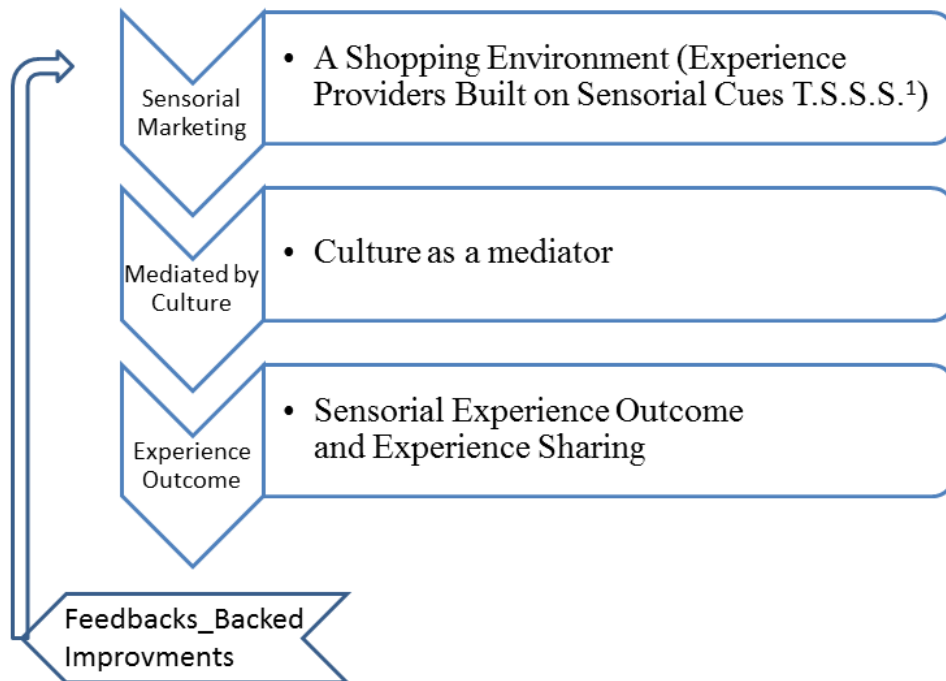 Sensorial
Marketing
• A Shopping Environment (Experience
Providers Built on Sensorial Cues T.S.S.S.¹)
Mediated by
Culture
• Culture as a mediator
Experience
Outcome
• Sensorial Experience Outcome
and Experience Sharing
Feedbacks_Backed
Improvments